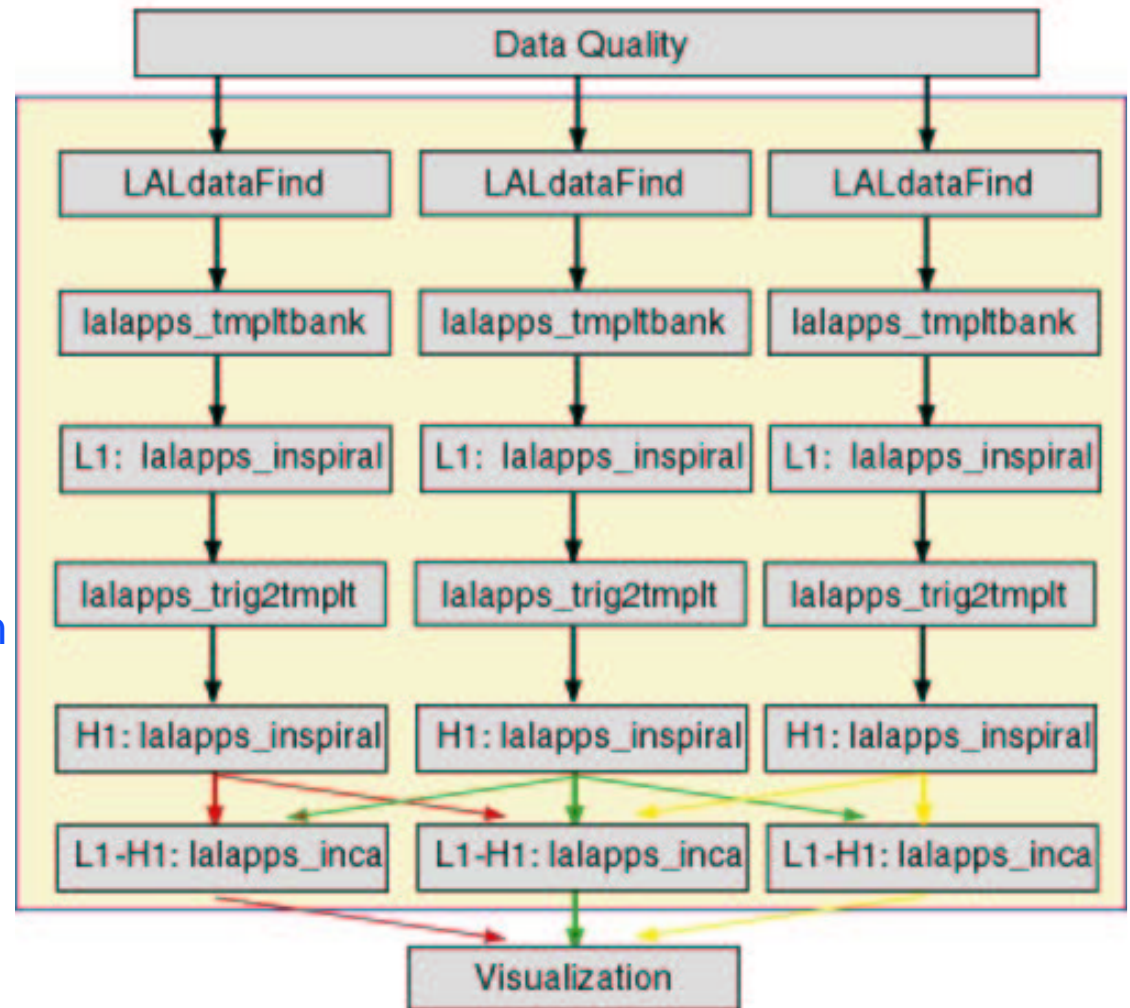 Data Quality
LALdataFind LALdataFind LALdataFind
lalapps_tmpltbank lalapps_tmpltbank lalapps_tmpltbank
L1: lalapps_inspiral L1: lalapps_inspiral L1: lalapps_inspiral
lalapps_trig2tmplt lalapps_trig2tmplt lalapps_trig2tmplt
n
H1: lalapps_inspiral H1: lalapps_inspiral H1: lalapps_inspiral
L1-H1: lalapps_inca L1-H1: lalapps_inca L1-H1: lalapps_inca
Visualization